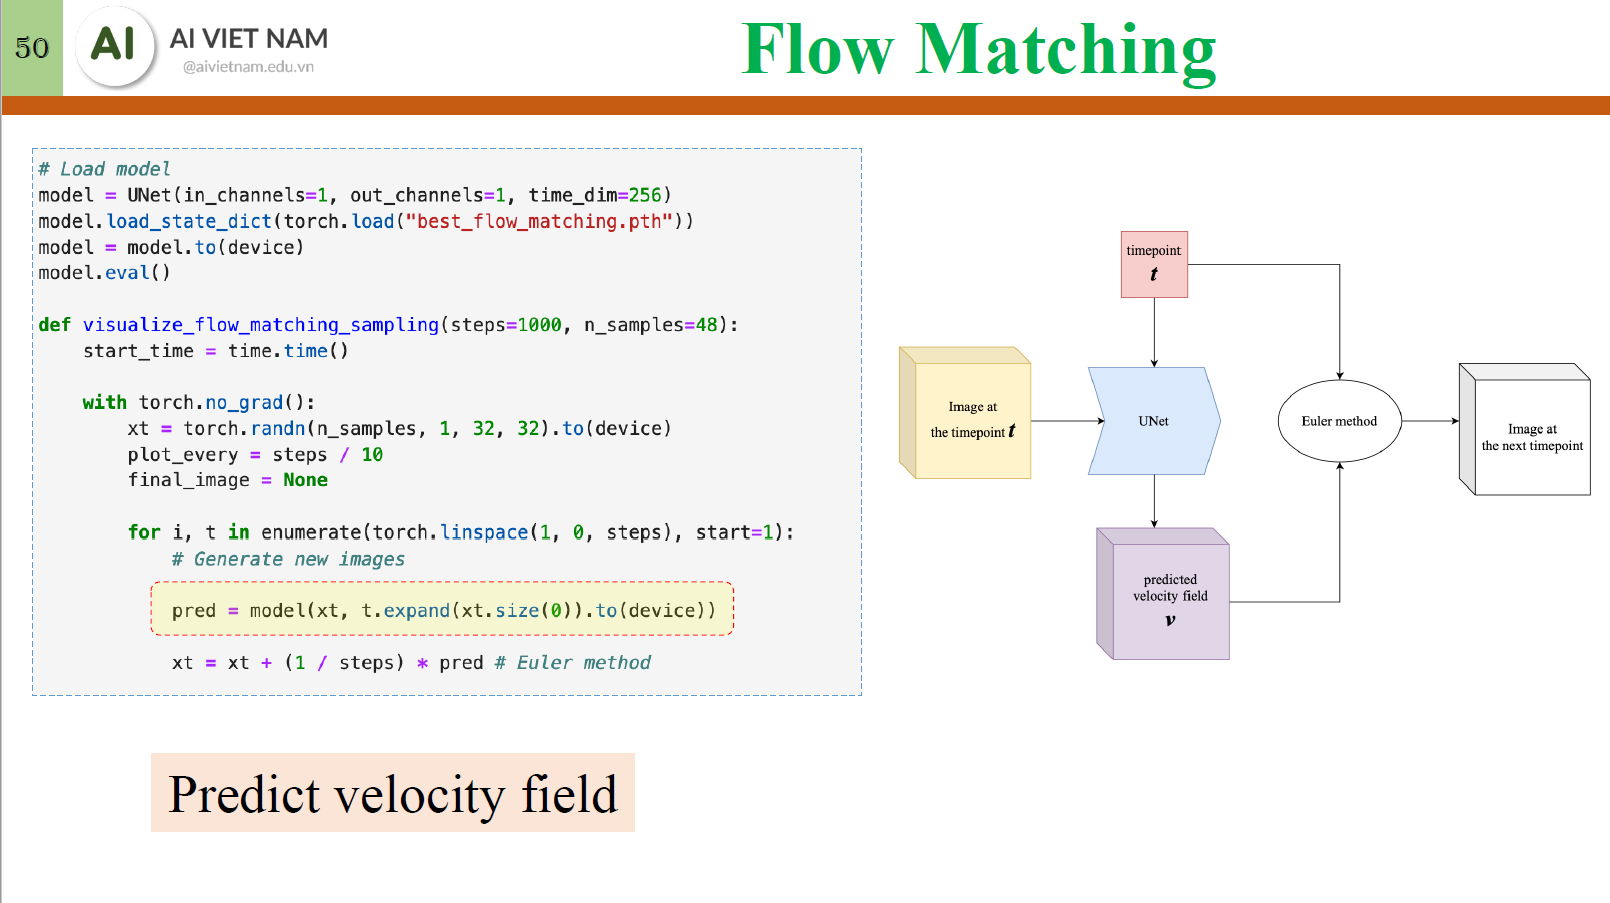 50
AI
AI VIET NAM
@aivietnam.edu.vn
Flow Matching
# Load model
model = UNet(in_channels=1, out_channels=1, time_dim=256)
model.load_state_dict(torch.load("best_flow_matching.pth"))
model = model.to(device)
model.eval()
def visualize_flow_matching_sampling(steps=1000, n_samples=48):
    start_time = time.time()
    with torch.no_grad():
        xt = torch.randn(n_samples, 1, 32, 32).to(device)
        plot_every = steps / 10
        final_image = None
        for i, t in enumerate(torch.linspace(1, 0, steps), start=1):
            # Generate new images
            pred = model(xt, t.expand(xt.size(0)).to(device))
            xt = xt + (1 / steps) * pred # Euler method
Predict velocity field
timepoint
t
Image at
the timepoint t
UNet
Euler method
Image at
the next timepoint
predicted
velocity field
v